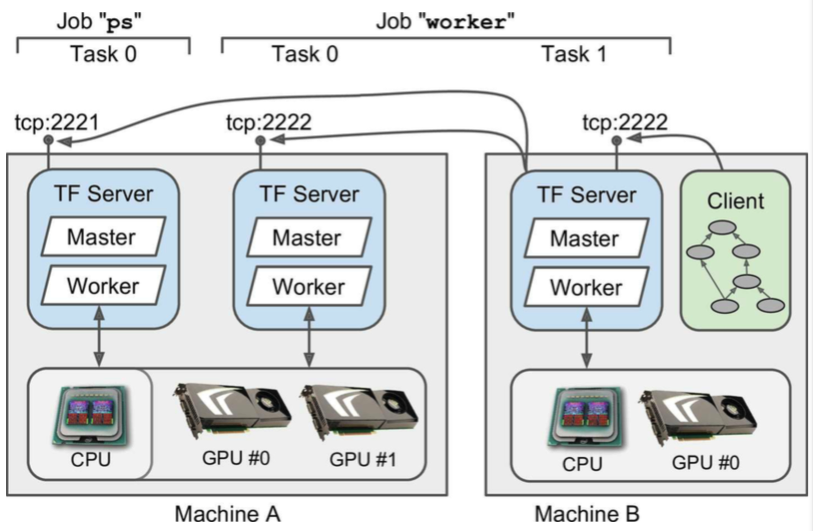 Job "ps"
Job "worker"
Task 0
Task 0
Task 1
tcp:2221
tcp:2222
tcp:2222
TF Server
Master
Worker
TF Server
Master
Worker
TF Server
Master
Worker
Client
CPU
GPU #0
GPU #1
CPU
GPU #0
Machine A
Machine B